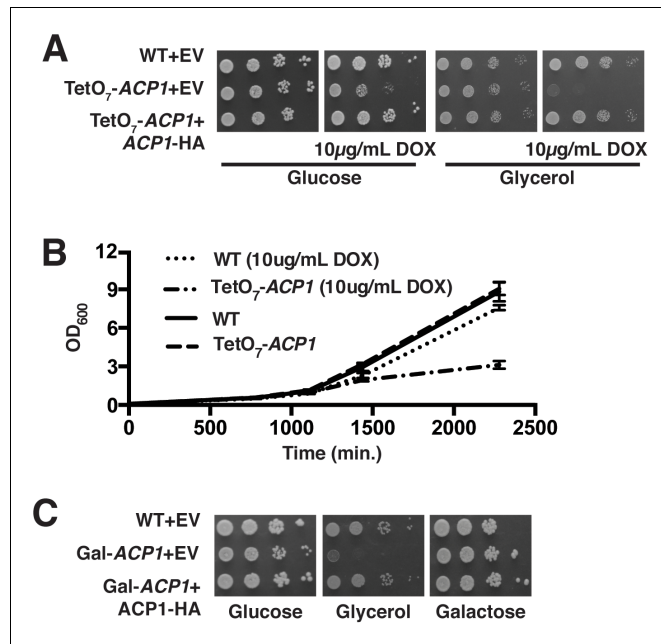 A
WT+EV
TetO7-ACP1+EV
TetO7-ACP1+
ACP1-HA
10µg/mL DOX
10µg/mL DOX
Glucose
Glycerol
B
12
9
6
3
0
OD600
WT (10ug/mL DOX)
TetO7-ACP1 (10ug/mL DOX)
WT
TetO7-ACP1
0
500
1000
1500
2000
2500
Time (min.)
C
WT+EV
Gal-ACP1+EV
Gal-ACP1+
ACP1-HA
Glucose
Glycerol
Galactose